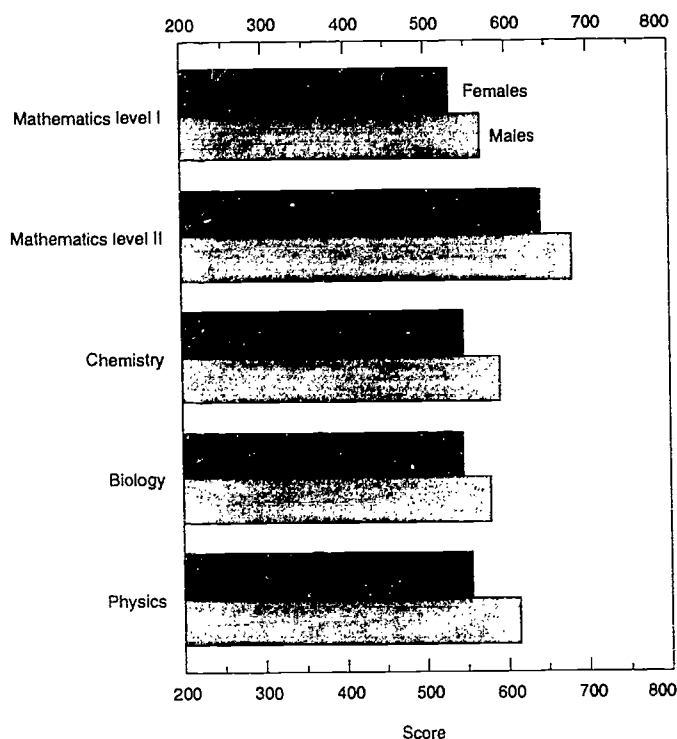 200 300 400 500 600 700 800
Females
Mathematics level I
Males
Mathematics level II
Chemistry
Biology
Physics
200 300 400 500 600 700 800
Score